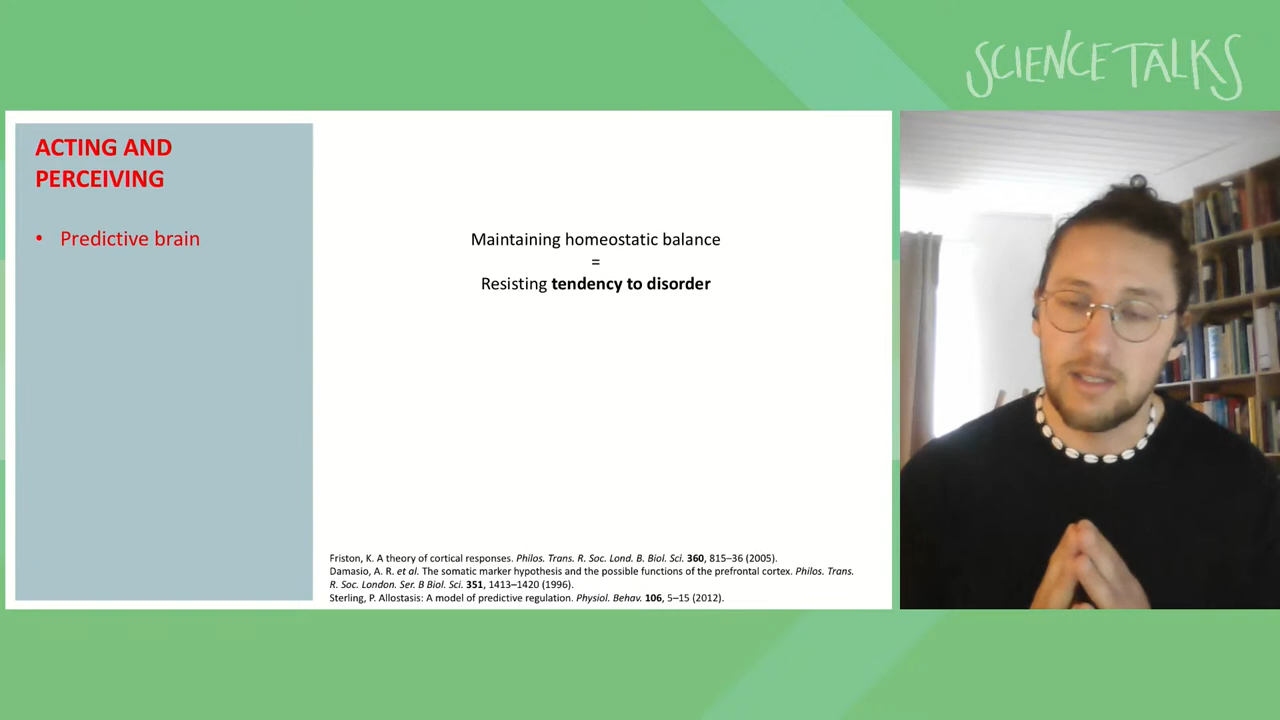 SCIENCE TALKS
ACTING AND
PERCEIVING
• Predictive brain
Maintaining homeostatic balance
=
Resisting tendency to disorder
Friston, K. A theory of cortical responses. Philos. Trans. R. Soc. Lond. B. Biol. Sci. 360, 815–36 (2005).
Damasio, A. R. et al. The somatic marker hypothesis and the possible functions of the prefrontal cortex. Philos. Trans.
R. Soc. London. Ser. B Biol. Sci. 351, 1413–1420 (1996).
Sterling, P. Allostasis: A model of predictive regulation. Physiol. Behav. 106, 5–15 (2012).